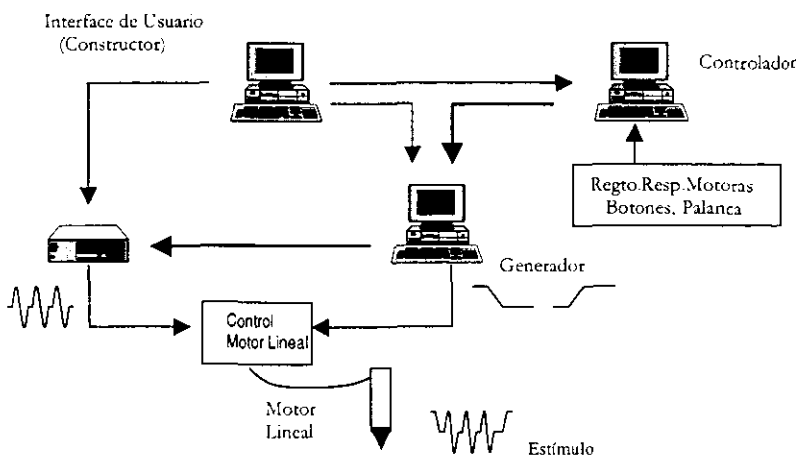 Interface de Usuario
(Constructor)
Controlador
Regto.Resp.Motoras
Botones, Palanca
Generador
Control
Motor Lineal
Motor
Lineal
Estímulo